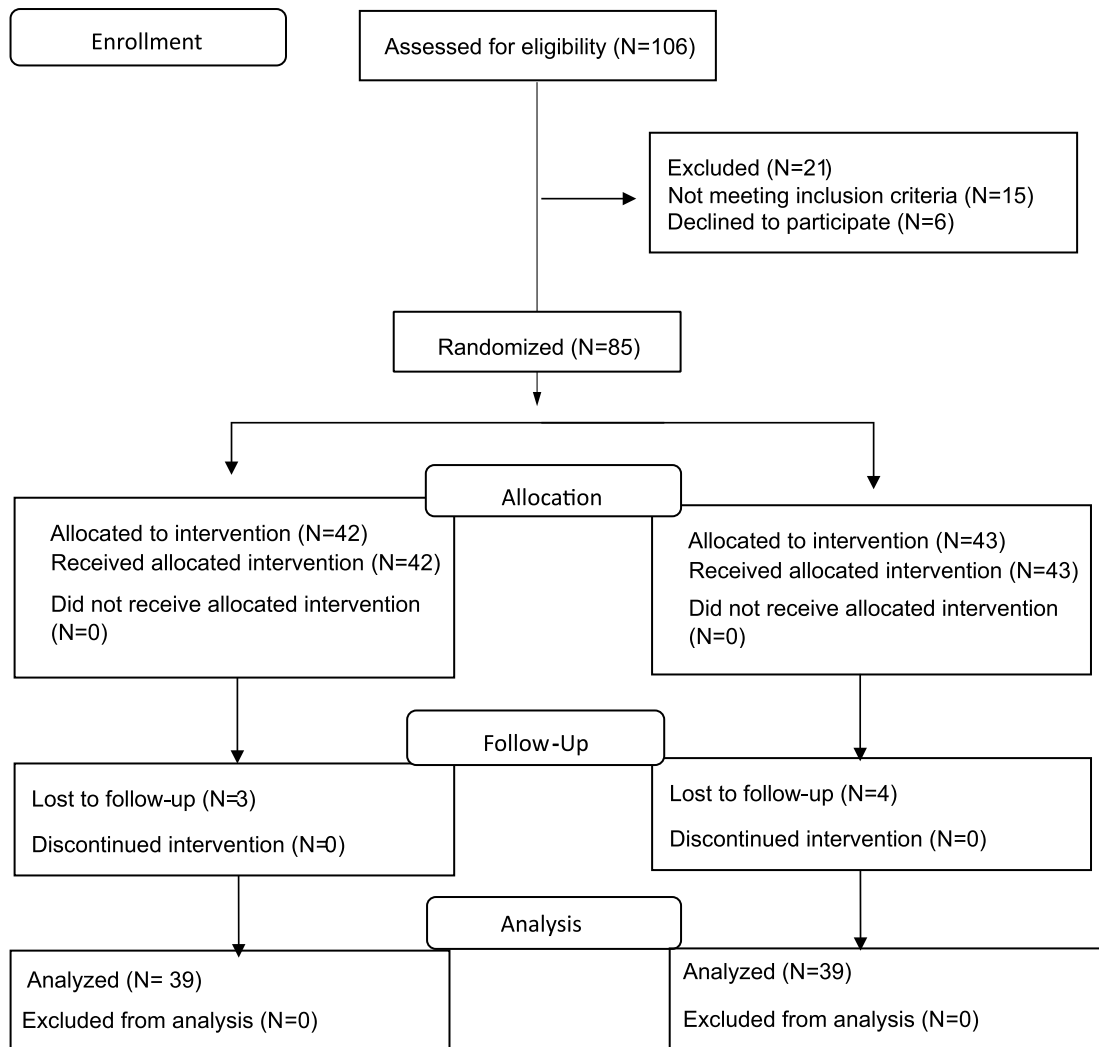 Enrollment
Assessed for eligibility (N=106)
Excluded (N=21)
Not meeting inclusion criteria (N=15)
Declined to participate (N=6)
Randomized (N=85)
Allocation
Allocated to intervention (N=42)
Received allocated intervention (N=42)
Did not receive allocated intervention
(N=0)
Allocated to intervention (N=43)
Received allocated intervention (N=43)
Did not receive allocated intervention
(N=0)
Follow-Up
Lost to follow-up (N=3)
Discontinued intervention (N=0)
Lost to follow-up (N=4)
Discontinued intervention (N=0)
Analysis
Analyzed (N= 39)
Excluded from analysis (N=0)
Analyzed (N=39)
Excluded from analysis (N=0)